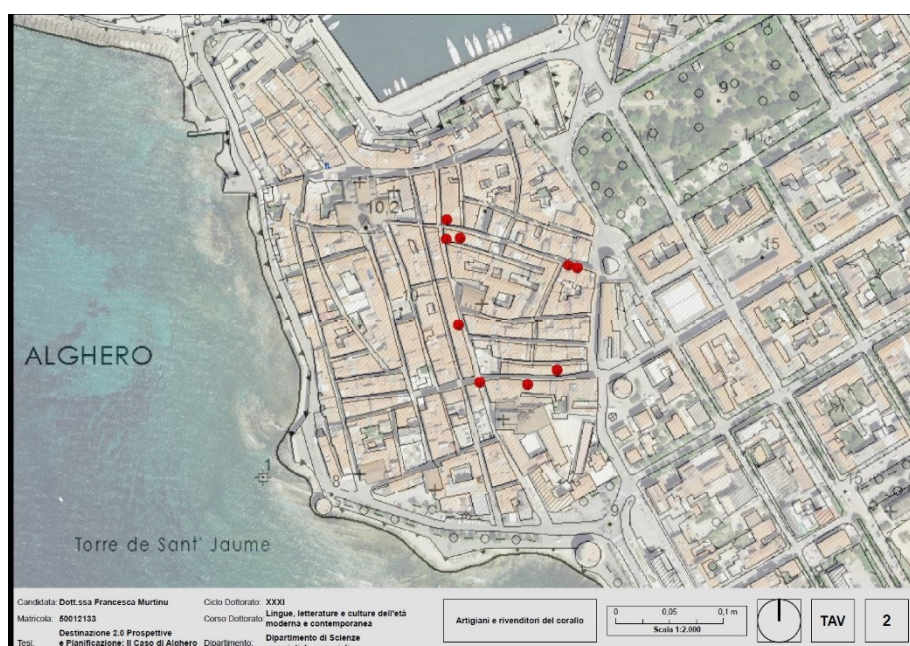 9
10,2
15
ALGHERO
1
Torre de Sant' Jaume
Candidata: Dott.ssa Francesca Murtinu
Matricola: 50012133
Tesi: Destinazione 2.0 Prospettive
e Pianificazione: Il Caso di Alghero
Ciclo Dottorato: XXXI
Corso Dottorato: Lingue, letterature e culture dell'età
moderna e contemporanea
Dipartimento: Dipartimento di Scienze
Artigiani e rivenditori del corallo
0 0,05 0,1 m
Scala 1:2.000
TAV
2